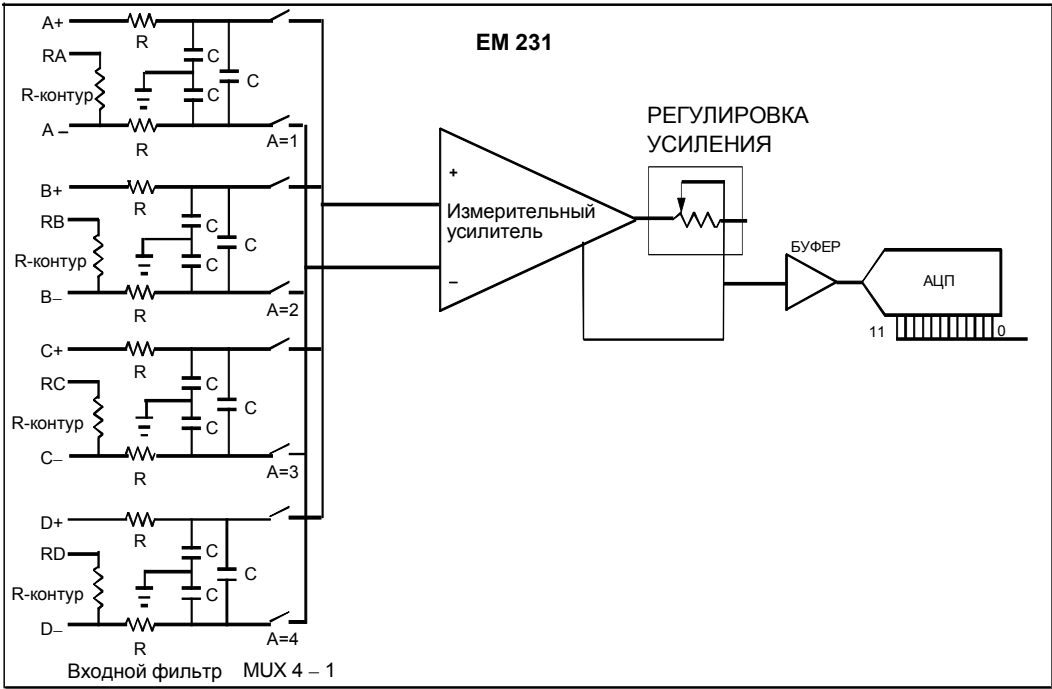 EM 231
A+
R
RA
C
C
R-контур
C
A –
R
A=1
B+
R
RB
C
C
R-контур
C
B–
R
A=2
C+
R
RC
C
C
R-контур
C
C–
R
A=3
D+
R
RD
C
C
R-контур
C
D–
R
A=4
Входной фильтр
MUX 4 – 1
+
Измерительный
усилитель
–
РЕГУЛИРОВКА
УСИЛЕНИЯ
БУФЕР
АЦП
11
0